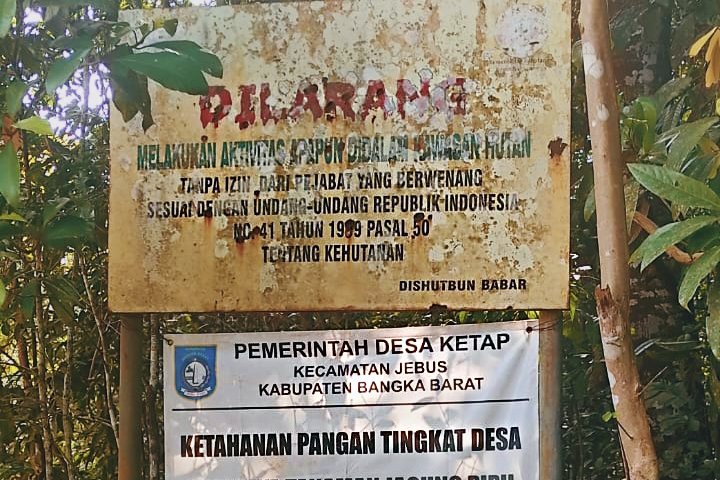 DILARANG
MELAKUKAN AKTIVITAS APAPUN DIDALAM KAWASAN HUTAN
TANPA IZIN DARI PEJABAT YANG BERWENANG
SESUAI DENGAN UNDANG-UNDANG REPUBLIK INDONESIA
NO. 41 TAHUN 1999 PASAL 50
TENTANG KEHUTANAN
DISHUTBUN BABAR
PEMERINTAH DESA KETAP
KECAMATAN JEBUS
KABUPATEN BANGKA BARAT
KETAHANAN PANGAN TINGKAT DESA
TANAMAN JAGUNG